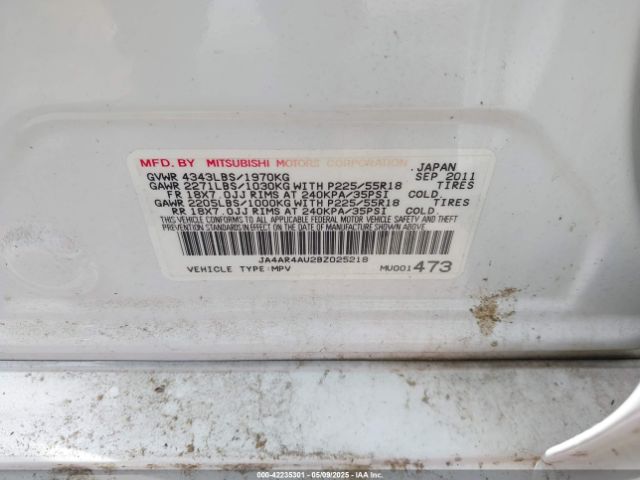 MFD. BY MITSUBISHI MOTORS CORPORATION JAPAN
GVWR 4343LBS/1970KG SEP 2011
GAWR 2271LBS/1030KG WITH P225/55R18 TIRES
FR 18X7.0JJ RIMS AT 240KPA/35PSI COLD.
GAWR 2205LBS/1000KG WITH P225/55R18 TIRES
RR 18X7.0JJ RIMS AT 240KPA/35PSI COLD.
THIS VEHICLE CONFORMS TO ALL APPLICABLE FEDERAL MOTOR VEHICLE
SAFETY, BUMPER AND THEFT PREVENTION STANDARDS IN EFFECT ON THE
DATE OF MANUFACTURE SHOWN ABOVE.
JA4AR4AU2BZ025218
VEHICLE TYPE:MPV MU001473
000-42235301 - 05/09/2025 - IAAI.COM